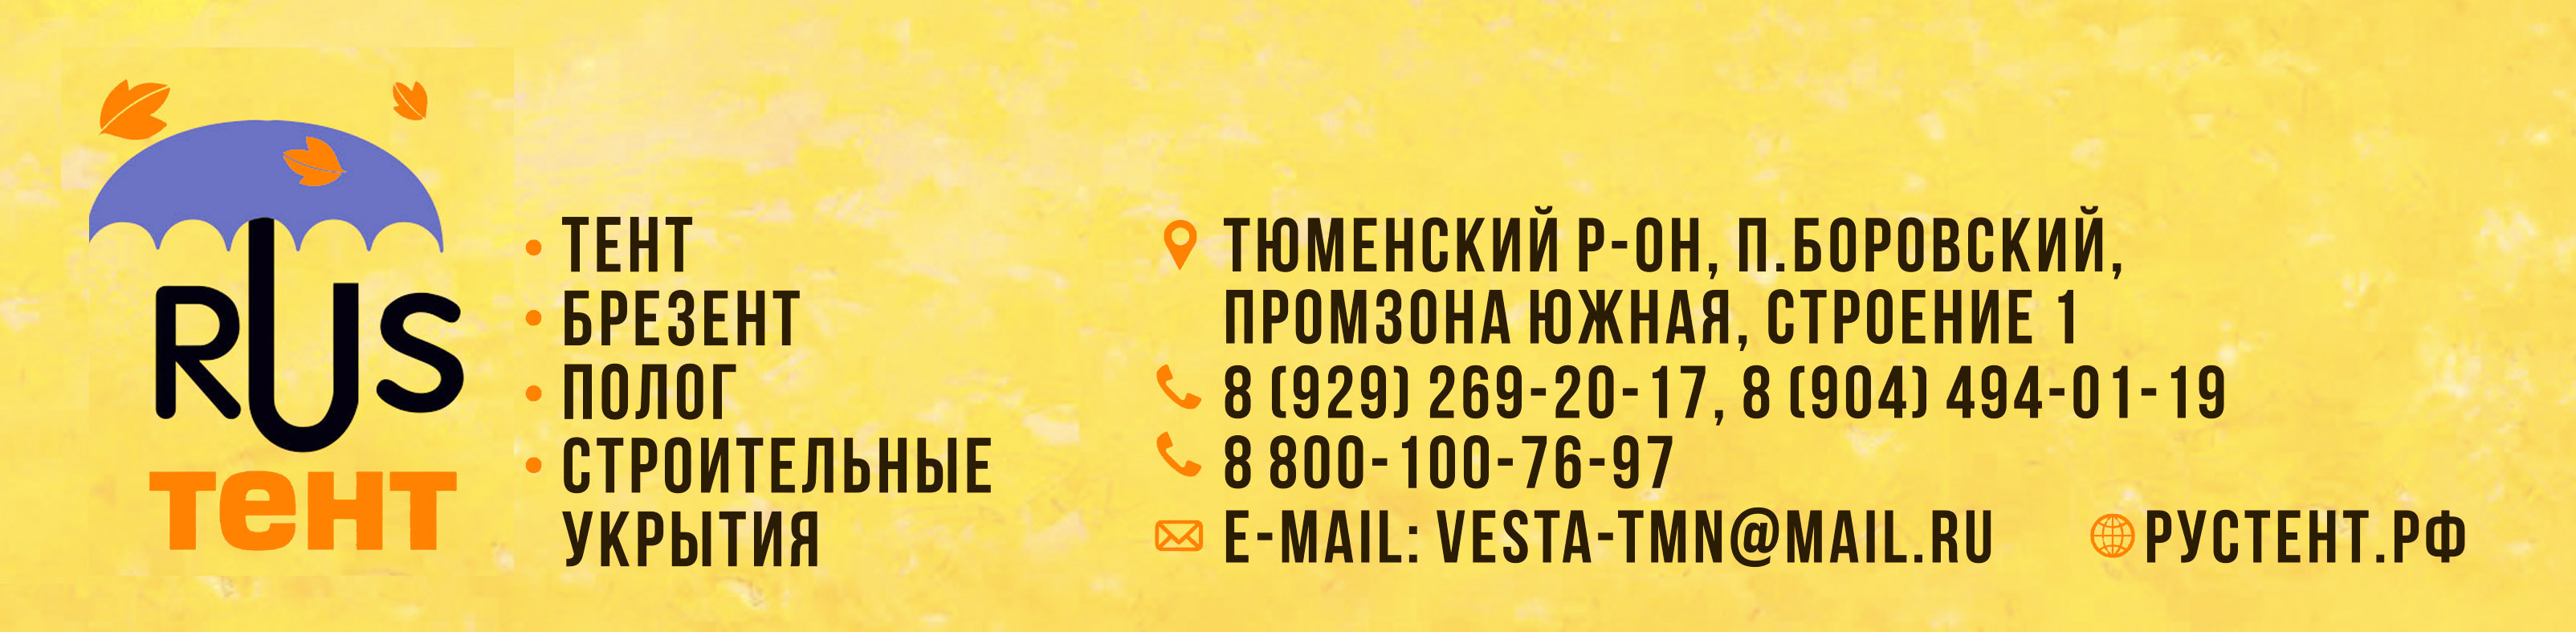 RUS
тент
ТЕНТ
БРЕЗЕНТ
ПОЛОГ
СТРОИТЕЛЬНЫЕ
УКРЫТИЯ
ТЮМЕНСКИЙ Р-ОН, П.БОРОВСКИЙ,
ПРОМЗОНА ЮЖНАЯ, СТРОЕНИЕ 1
8 (929) 269-20-17, 8 (904) 494-01-19
8 800-100-76-97
E-MAIL: VESTA-TMN@MAIL.RU
РУСТЕНТ.РФ